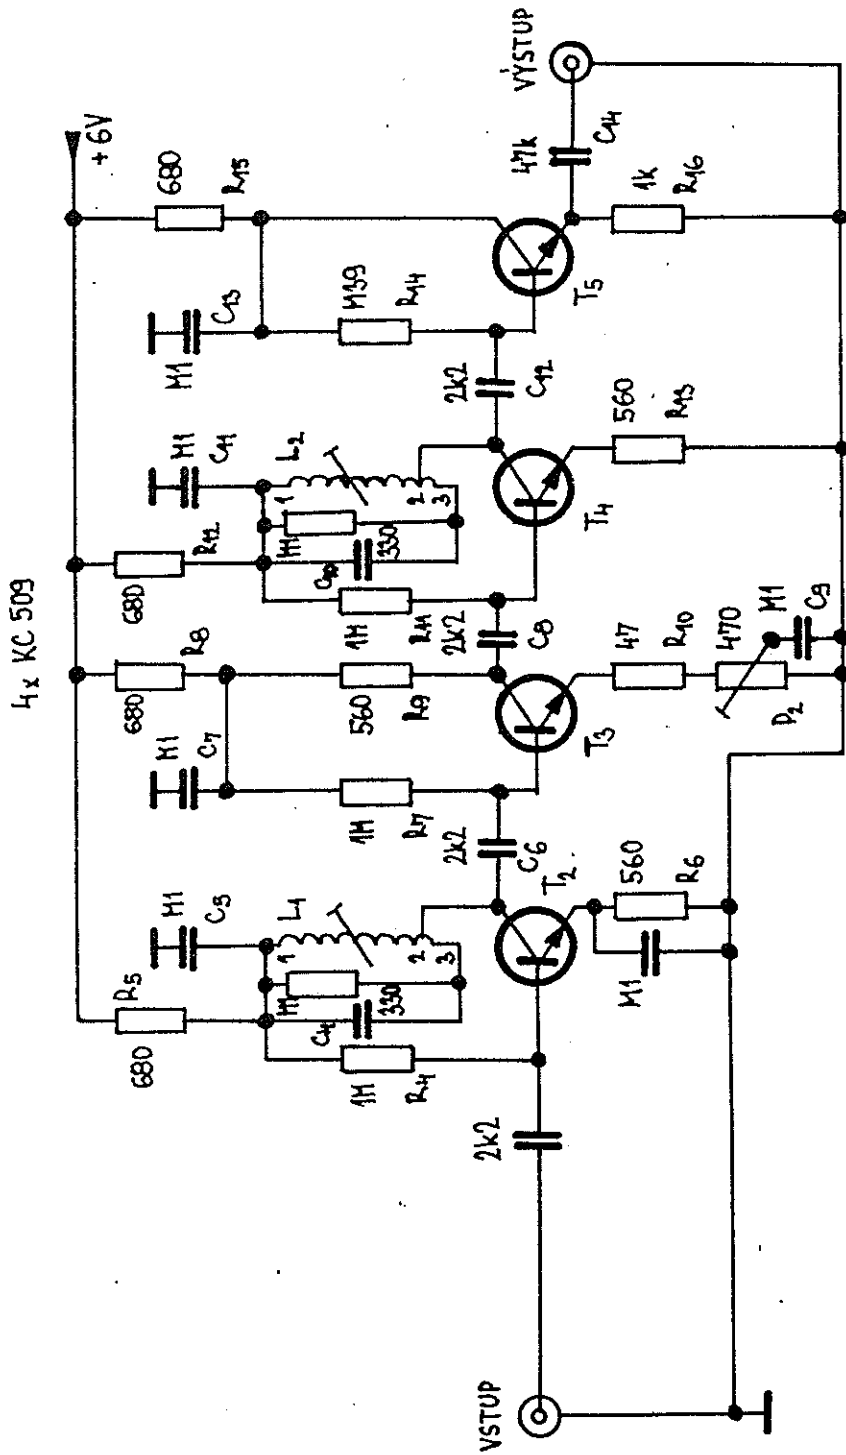 4x KC 509
+6V
VSTUP
2k2
680
R5
M1
C5
L1
1
2
3
M1
C4
330
1M
R4
T2
M1
560
R6
2k2
C6
M1
C7
1M
R7
680
R8
560
R9
T3
47
R10
470
P2
M1
C9
2k2
C8
680
R12
M1
C11
L2
1
2
3
M1
C10
330
1M
R11
T4
560
R13
2k2
C12
M1
C13
M39
R14
680
R15
T5
1k
R16
47k
C14
VÝSTUP